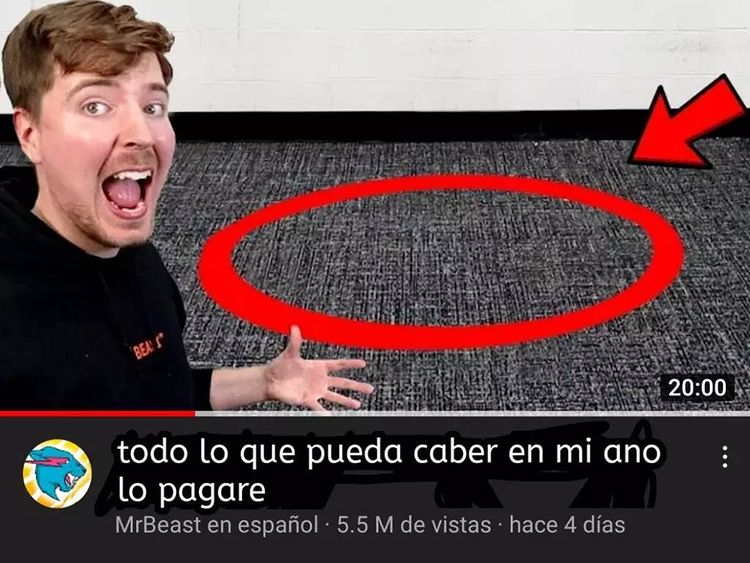 BEAST
20:00
todo lo que pueda caber en mi ano
lo pagare
MrBeast en español · 5.5 M de vistas · hace 4 días